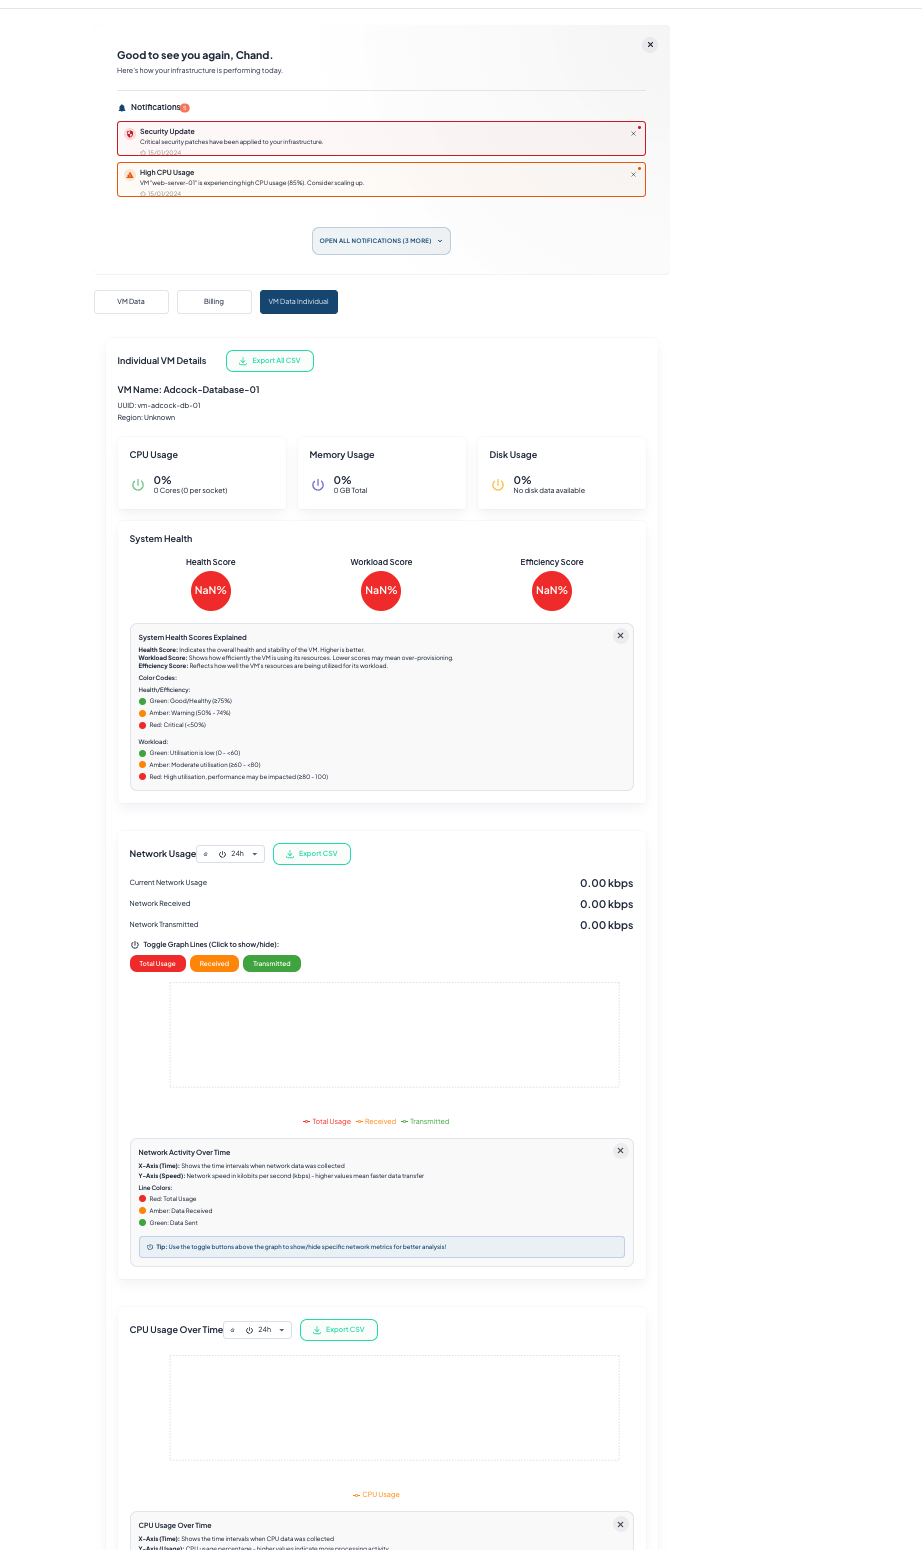 Good to see you again, Chand.
Here's how your infrastructure is performing today.
Notifications
Security Update
Critical security patches have been applied to your infrastructure.
15/01/2024
High CPU Usage
VM "web-server-01" is experiencing high CPU usage (85%). Consider scaling up.
15/01/2024
OPEN ALL NOTIFICATIONS (3 MORE)
VM Data
Billing
VM Data Individual
Individual VM Details
Export All CSV
VM Name: Adcock-Database-01
UUID: vm-adcock-db-01
Region: Unknown
CPU Usage
0%
0 Cores (0 per socket)
Memory Usage
0%
0 GB Total
Disk Usage
0%
No disk data available
System Health
Health Score
NaN%
Workload Score
NaN%
Efficiency Score
NaN%
System Health Scores Explained
Health Score: Indicates the overall health and stability of the VM. Higher is better.
Workload Score: Shows how efficiently the VM is using its resources. Lower scores may mean over-provisioning.
Efficiency Score: Reflects how well the VM's resources are being utilized for its workload.
Color Codes:
Health/Efficiency:
Green: Good/Healthy (≥75%)
Amber: Warning (50% - 74%)
Red: Critical (<50%)
Workload:
Green: Utilisation is low (0 - <60)
Amber: Moderate utilisation (≥60 - <80)
Red: High utilisation, performance may be impacted (≥80 - 100)
Network Usage
24h
Export CSV
Current Network Usage
0.00 kbps
Network Received
0.00 kbps
Network Transmitted
0.00 kbps
Toggle Graph Lines (Click to show/hide):
Total Usage
Received
Transmitted
Total Usage
Received
Transmitted
Network Activity Over Time
X-Axis (Time): Shows the time intervals when network data was collected
Y-Axis (Speed): Network speed in kilobits per second (kbps) - higher values mean faster data transfer
Line Colors:
Red: Total Usage
Amber: Data Received
Green: Data Sent
Tip: Use the toggle buttons above the graph to show/hide specific network metrics for better analysis!
CPU Usage Over Time
24h
Export CSV
CPU Usage
CPU Usage Over Time
X-Axis (Time): Shows the time intervals when CPU data was collected
Y-Axis (Usage): CPU usage percentage - higher values indicate more processing activity